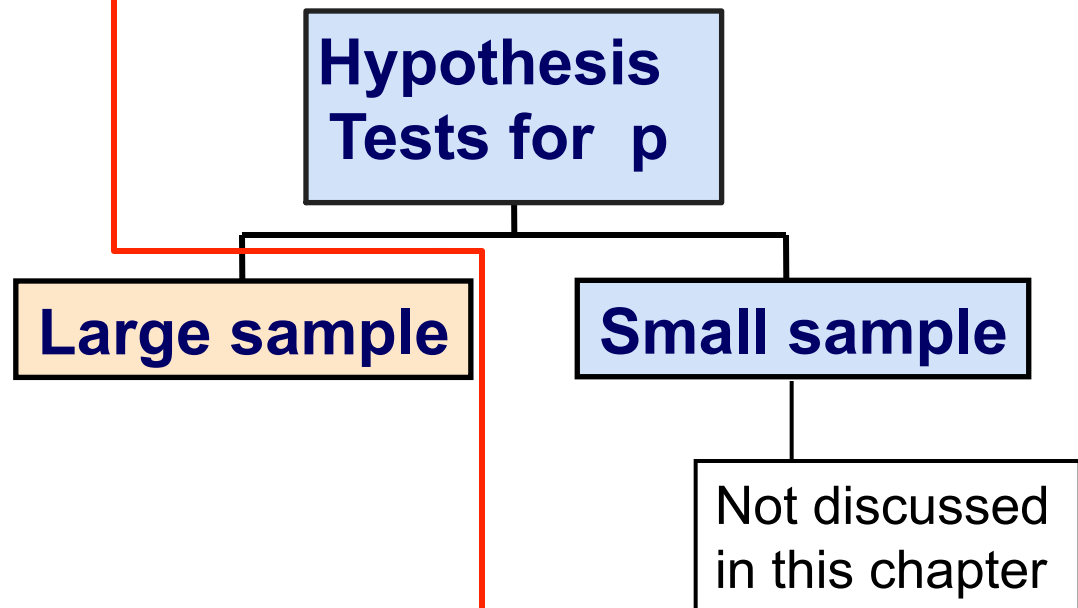 Hypothesis
Tests for p
Large sample
Small sample
Not discussed
in this chapter